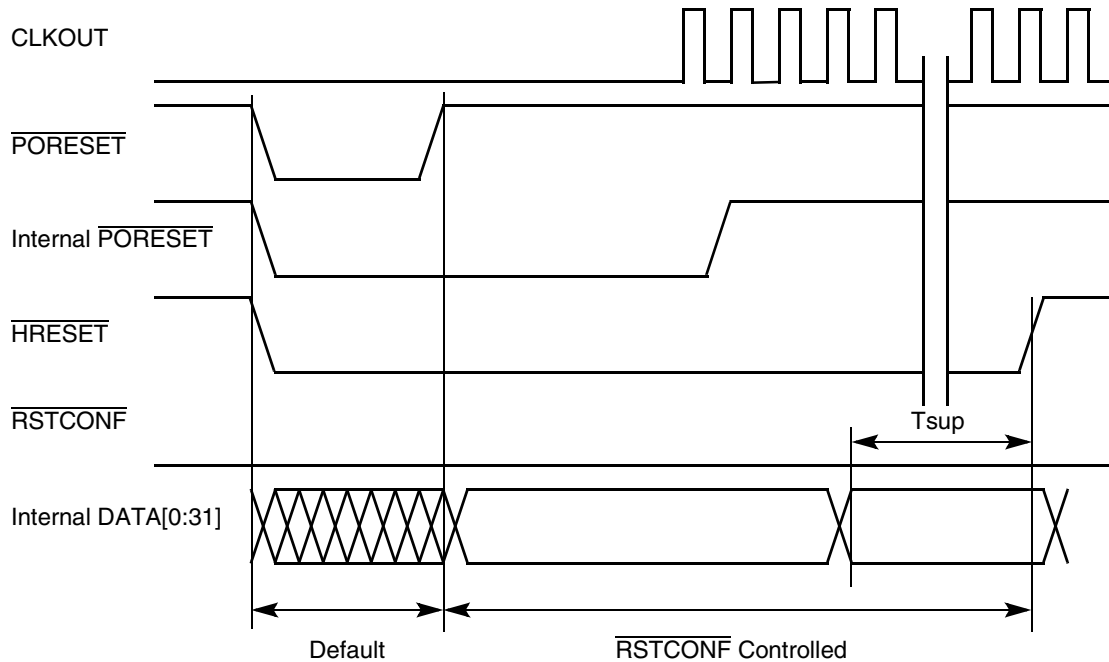 CLKOUT
PORESET
Internal PORESET
HRESET
RSTCONF
Tsup
Internal DATA[0:31]
Default
RSTCONF Controlled